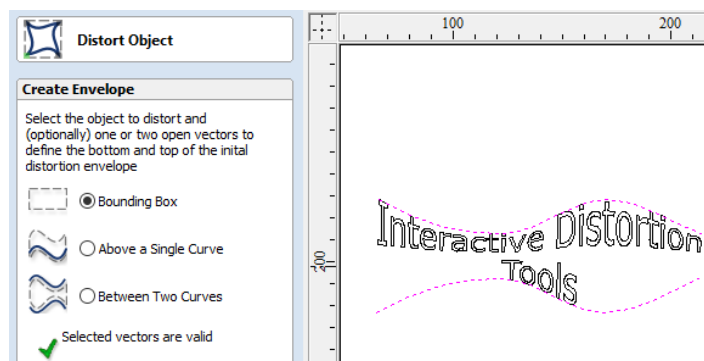 Distort Object
Create Envelope
Select the object to distort and
(optionally) one or two open vectors to
define the bottom and top of the inital
distortion envelope
Bounding Box
Above a Single Curve
Between Two Curves
Selected vectors are valid
100 200
200
Interactive Distortion
Tools